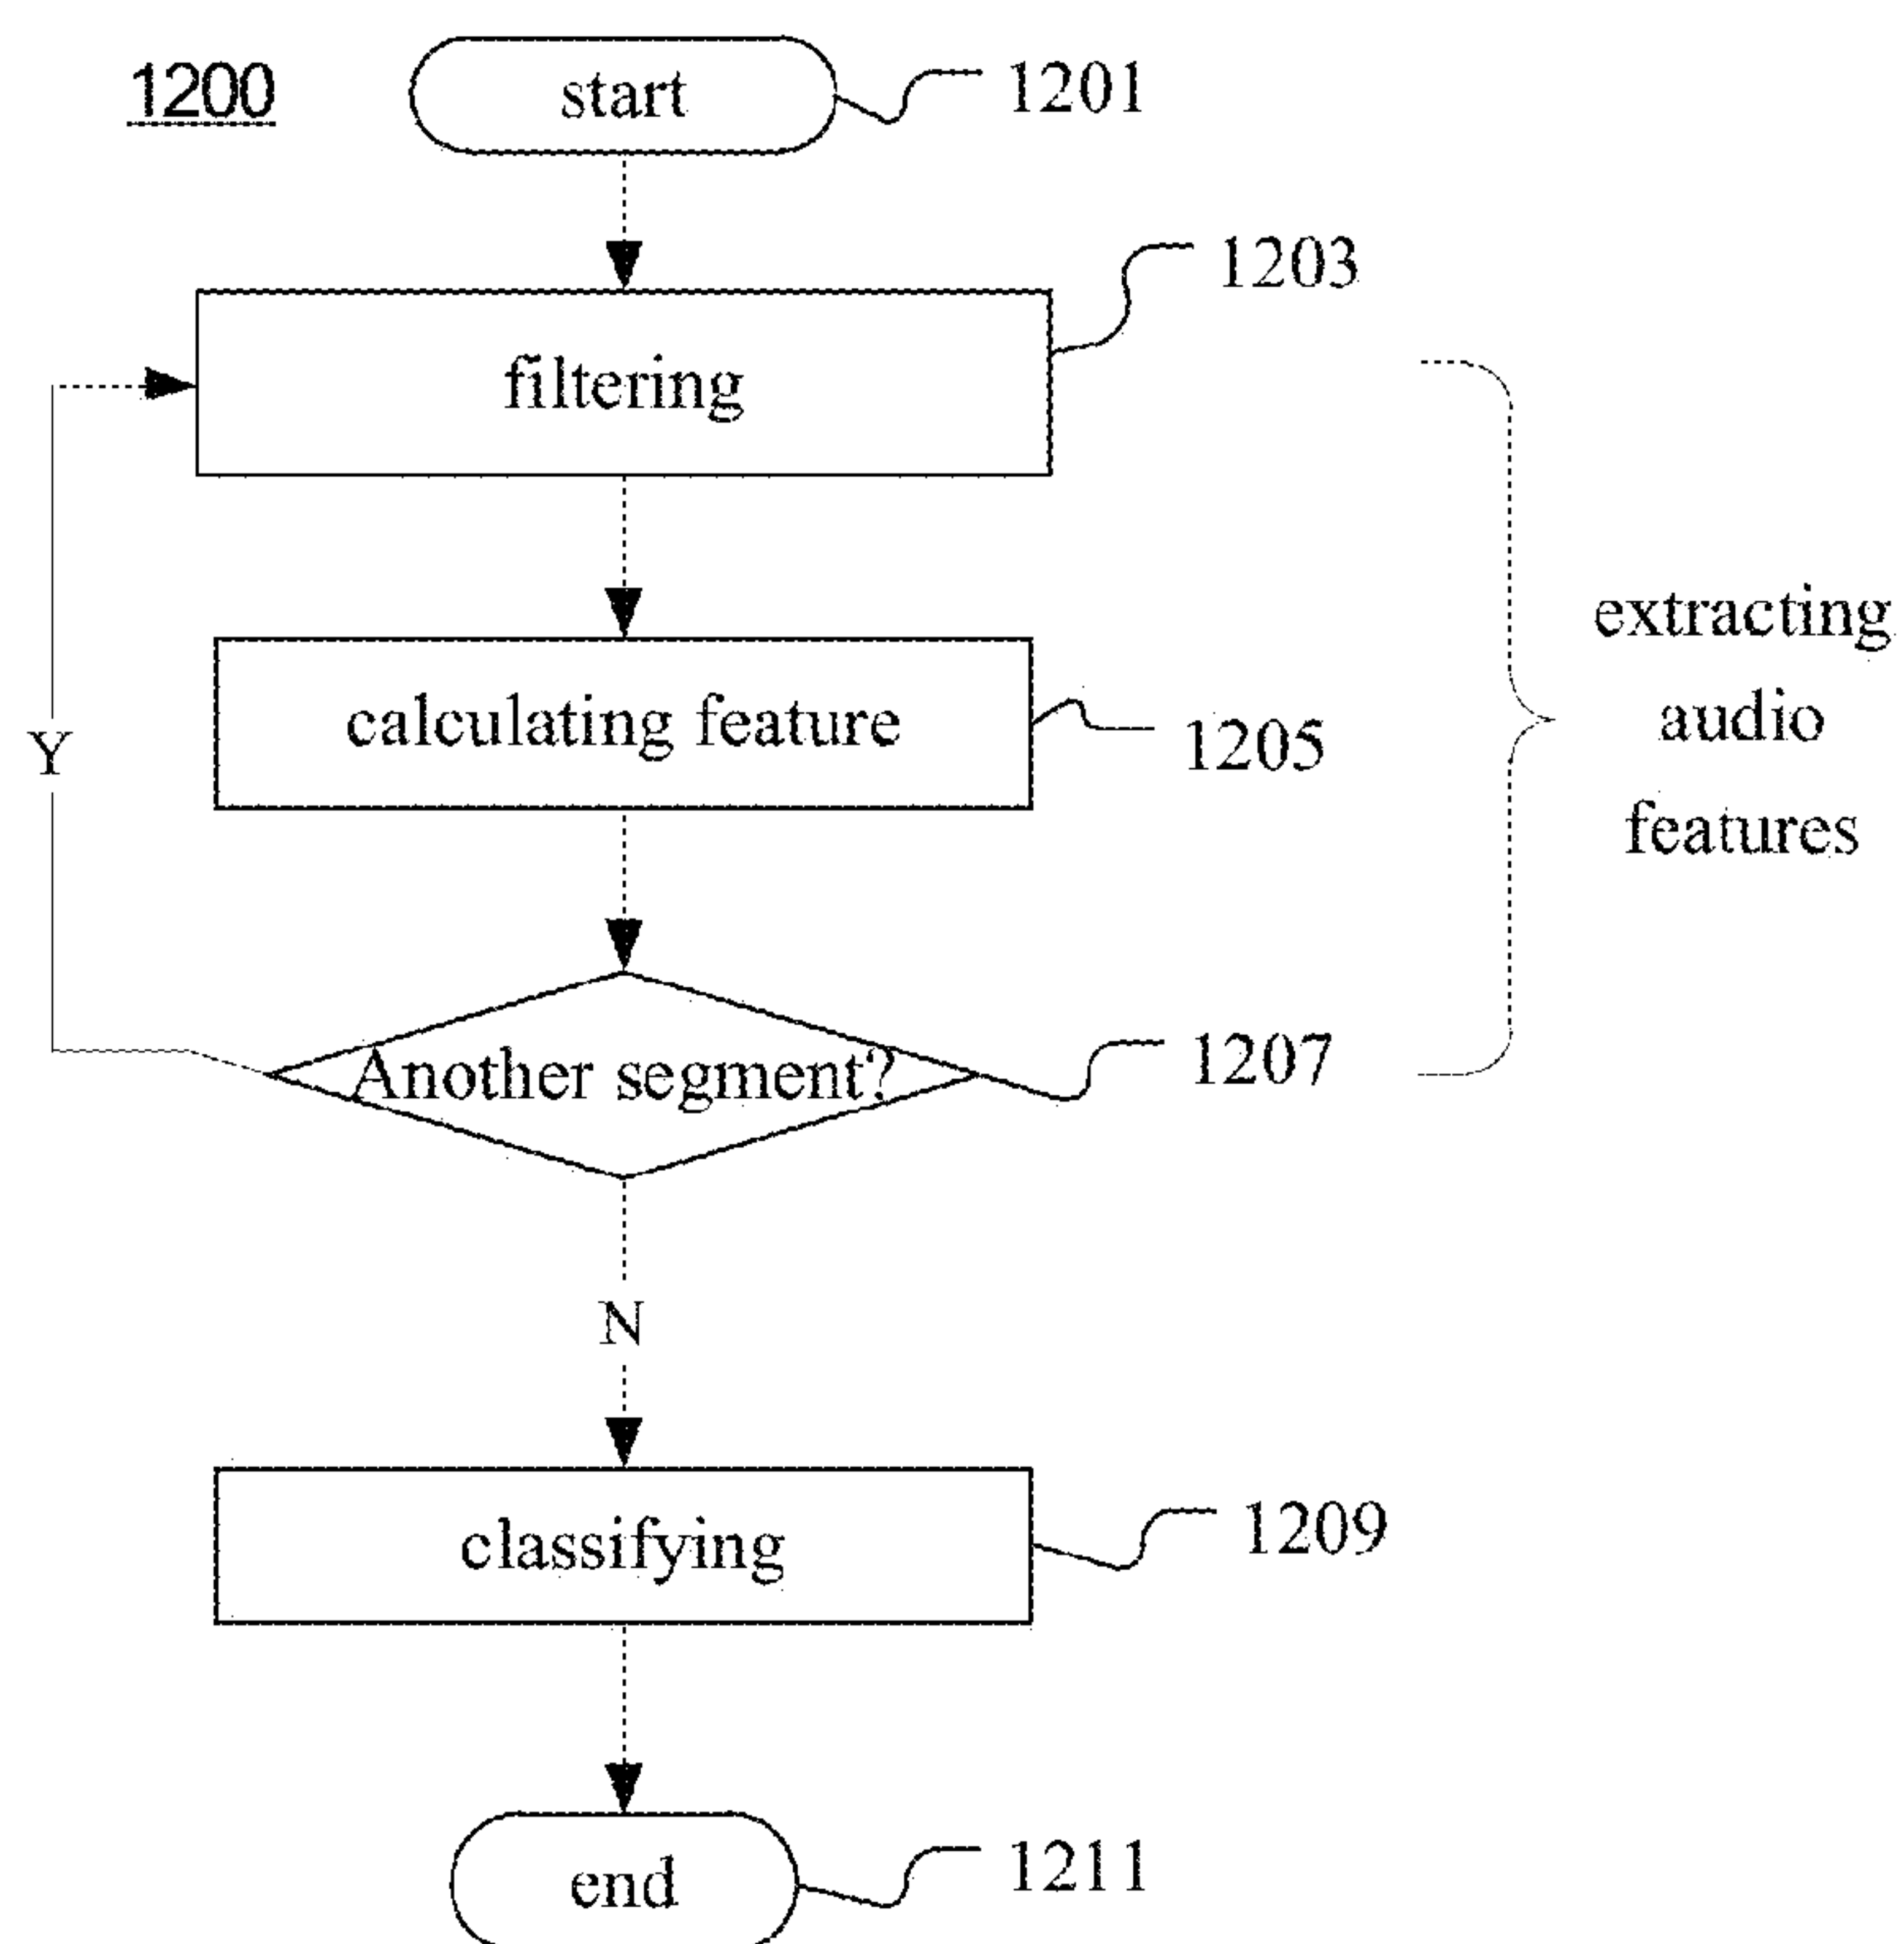 1200
start
1201
1203
filtering
calculating feature
1205
extracting
audio
features
Y
Another segment?
1207
N
classifying
1209
end
1211